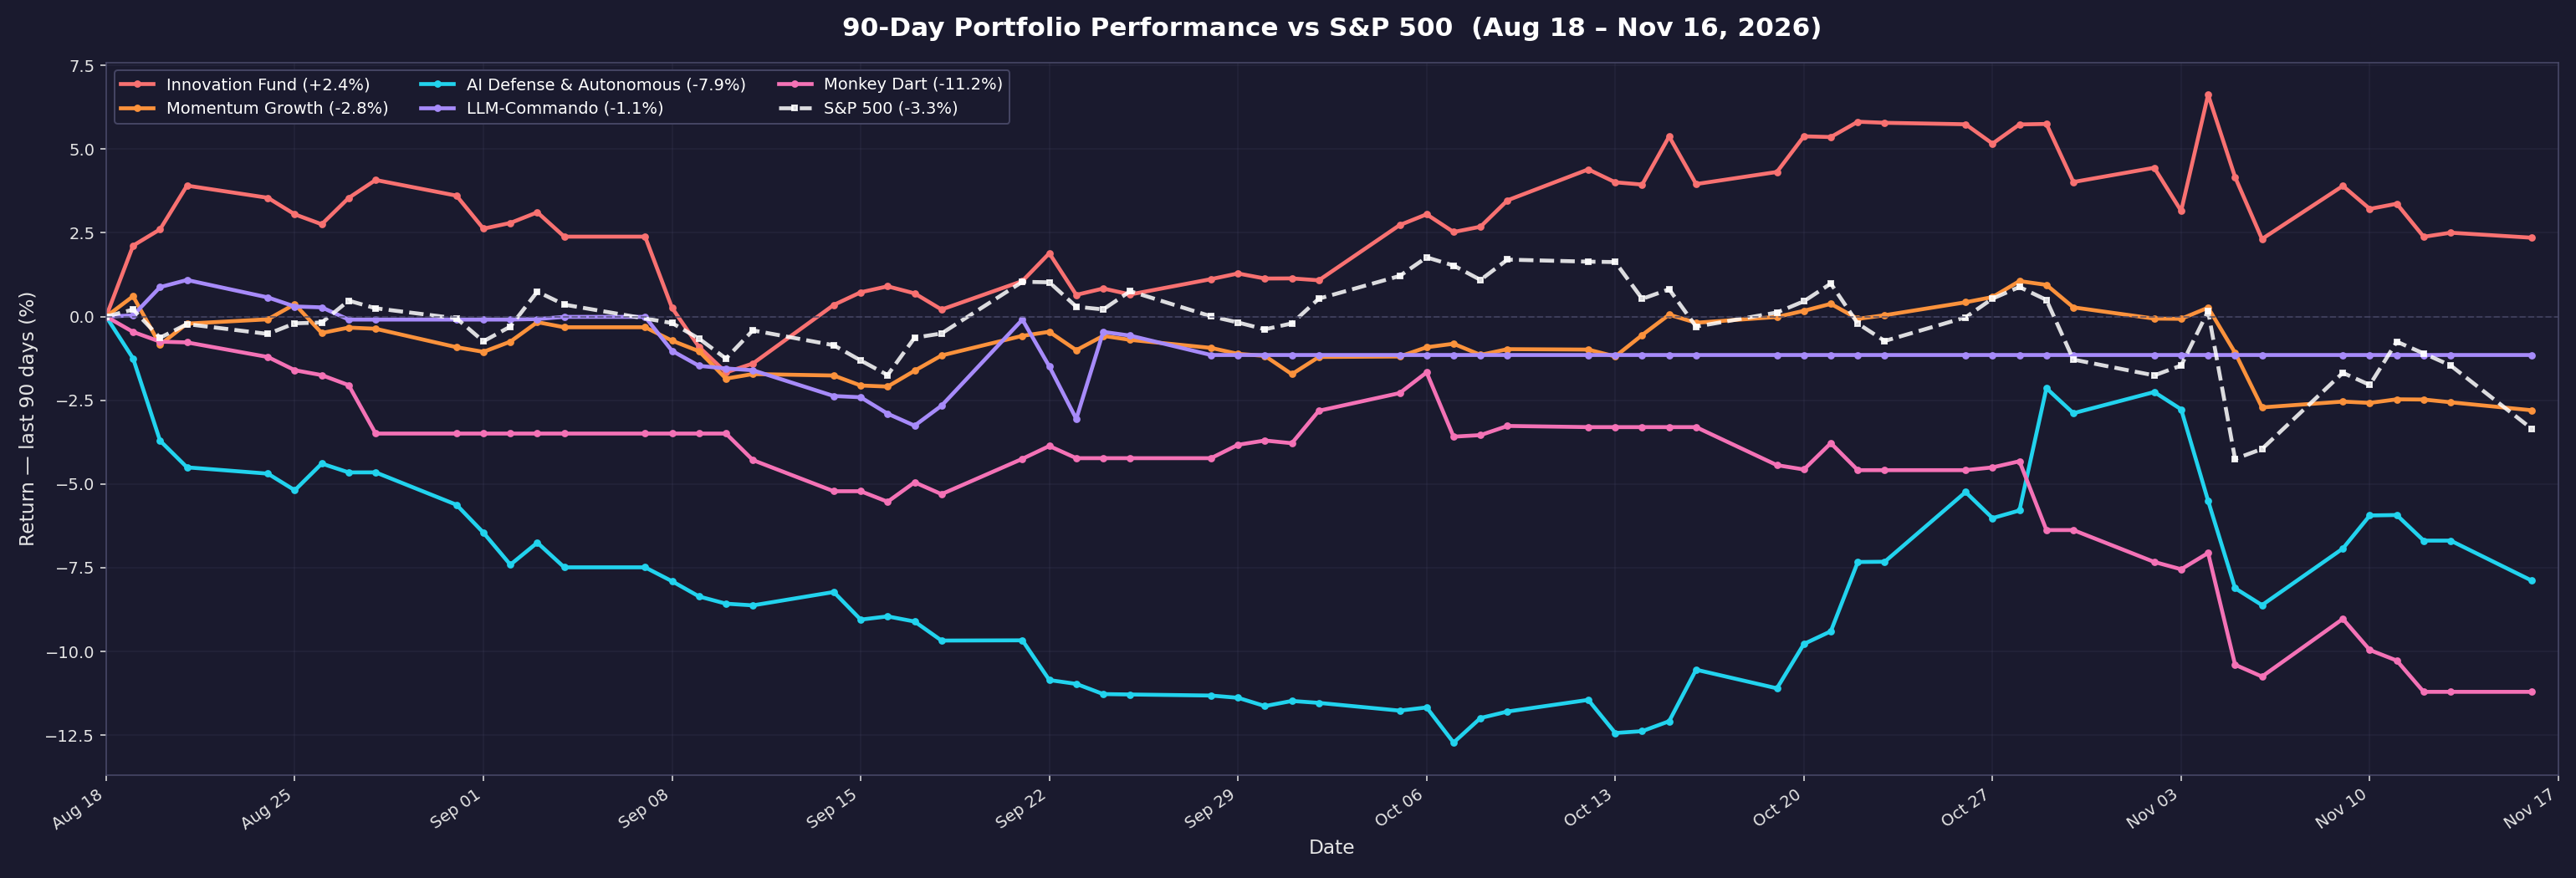 90-Day Portfolio Performance vs S&P 500 (Aug 18 – Nov 16, 2026)
Innovation Fund (+2.4%)
Momentum Growth (-2.8%)
AI Defense & Autonomous (-7.9%)
LLM-Commando (-1.1%)
Monkey Dart (-11.2%)
S&P 500 (-3.3%)
Return — last 90 days (%)
7.5
5.0
2.5
0.0
−2.5
−5.0
−7.5
−10.0
−12.5
Aug 18
Aug 25
Sep 01
Sep 08
Sep 15
Sep 22
Sep 29
Oct 06
Oct 13
Oct 20
Oct 27
Nov 03
Nov 10
Nov 17
Date